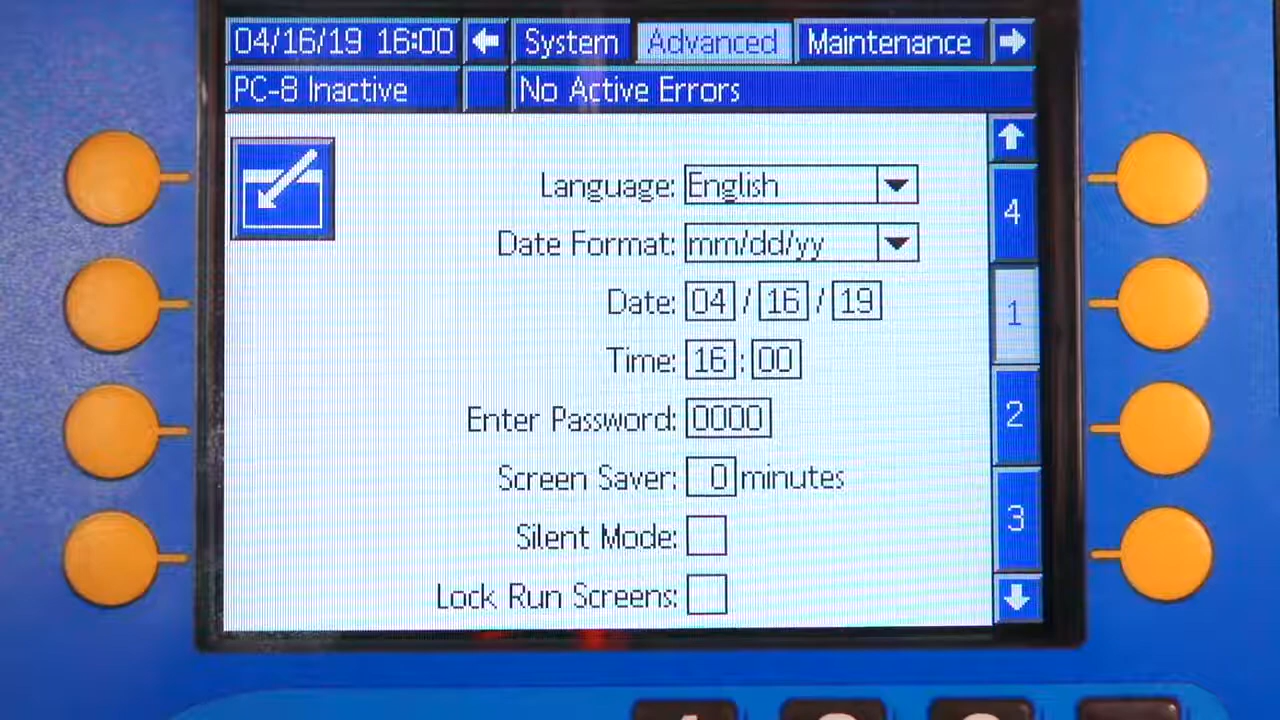 04/16/19 16:00 System Advanced Maintenance
PC-8 Inactive No Active Errors
Language: English
4
Date Format: mm/dd/yy
Date: 04 / 16 / 19
1
Time: 16 : 00
Enter Password: 0000
2
Screen Saver: 0 minutes
3
Silent Mode:
Lock Run Screens: